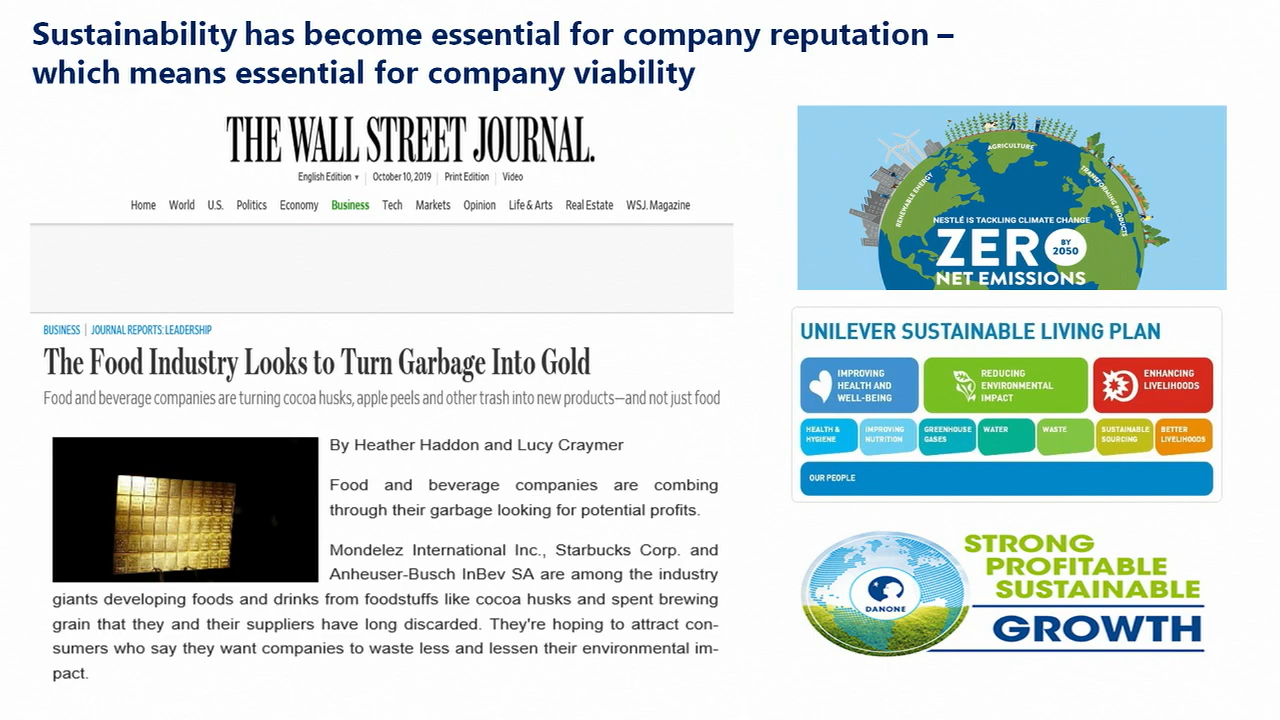 Sustainability has become essential for company reputation –
which means essential for company viability
THE WALL STREET JOURNAL.
English Edition ▾ | October 10, 2019 | Print Edition | Video
Home World U.S. Politics Economy Business Tech Markets Opinion Life & Arts Real Estate WSJ. Magazine
BUSINESS | JOURNAL REPORTS: LEADERSHIP
The Food Industry Looks to Turn Garbage Into Gold
Food and beverage companies are turning cocoa husks, apple peels and other trash into new products—and not just food
By Heather Haddon and Lucy Craymer
Food and beverage companies are combing
through their garbage looking for potential profits.
Mondelez International Inc., Starbucks Corp. and
Anheuser-Busch InBev SA are among the industry
giants developing foods and drinks from foodstuffs like cocoa husks and spent brewing
grain that they and their suppliers have long discarded. They're hoping to attract con-
sumers who say they want companies to waste less and lessen their environmental im-
pact.
RENEWABLE ENERGY
AGRICULTURE
TRANSFORMING PRODUCTS
NESTLÉ IS TACKLING CLIMATE CHANGE
ZERO BY 2050
NET EMISSIONS
UNILEVER SUSTAINABLE LIVING PLAN
IMPROVING
HEALTH AND
WELL-BEING
REDUCING
ENVIRONMENTAL
IMPACT
ENHANCING
LIVELIHOODS
HEALTH &
HYGIENE
IMPROVING
NUTRITION
GREENHOUSE
GASES
WATER
WASTE
SUSTAINABLE
SOURCING
BETTER
LIVELIHOODS
OUR PEOPLE
DANONE
STRONG
PROFITABLE
SUSTAINABLE
GROWTH